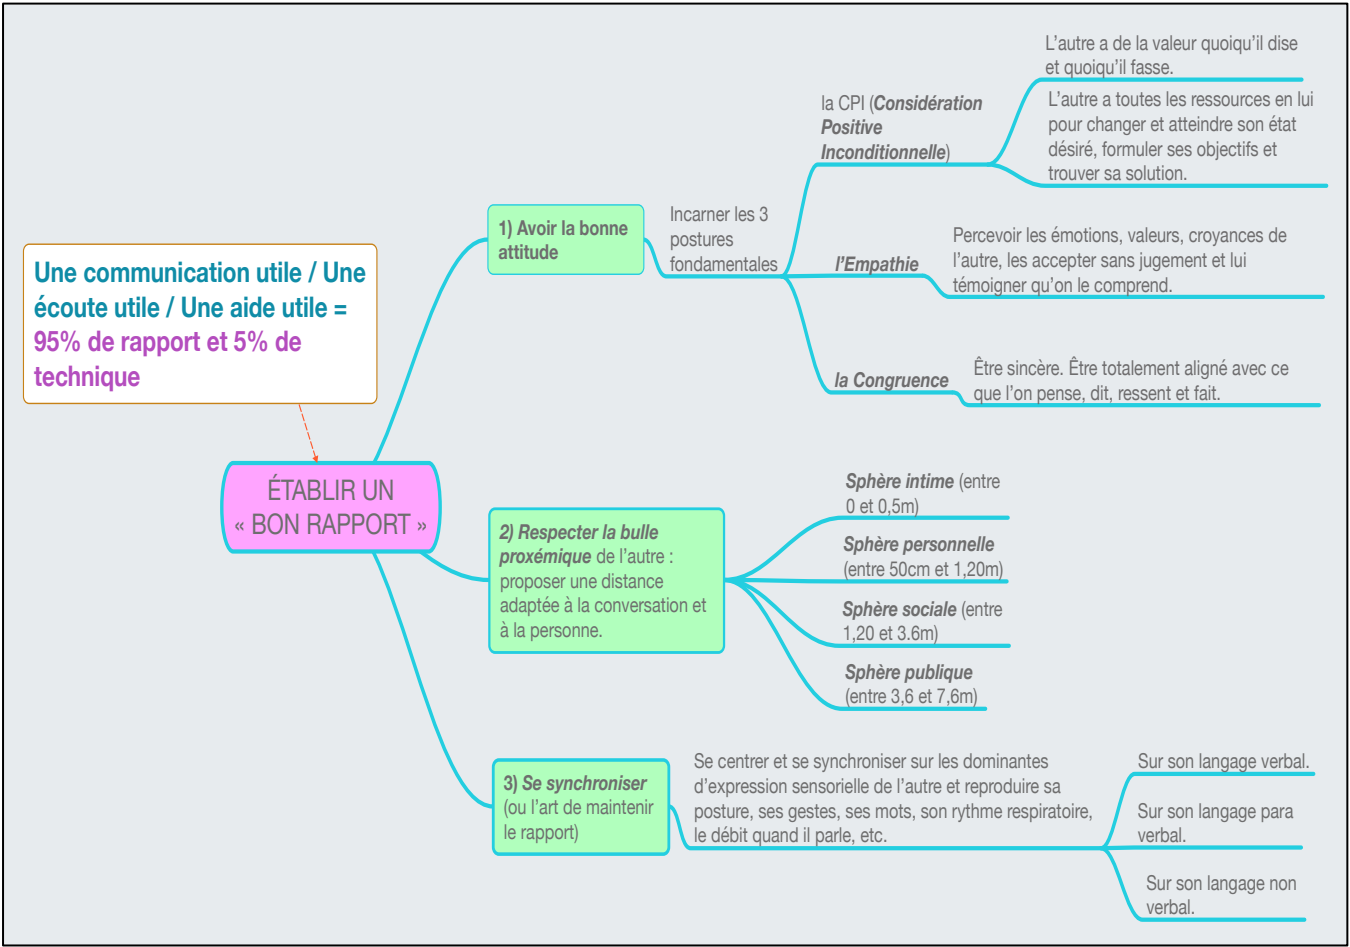 Une communication utile / Une
écoute utile / Une aide utile =
95% de rapport et 5% de
technique
ÉTABLIR UN
« BON RAPPORT »
1) Avoir la bonne
attitude
Incarner les 3
postures
fondamentales
la CPI (Considération
Positive
Inconditionnelle)
L'autre a de la valeur quoiqu'il dise
et quoiqu'il fasse.
L'autre a toutes les ressources en lui
pour changer et atteindre son état
désiré, formuler ses objectifs et
trouver sa solution.
l'Empathie
Percevoir les émotions, valeurs, croyances de
l'autre, les accepter sans jugement et lui
témoigner qu'on le comprend.
la Congruence
Être sincère. Être totalement aligné avec ce
que l'on pense, dit, ressent et fait.
2) Respecter la bulle
proxémique de l'autre :
proposer une distance
adaptée à la conversation et
à la personne.
Sphère intime (entre
0 et 0,5m)
Sphère personnelle
(entre 50cm et 1,20m)
Sphère sociale (entre
1,20 et 3.6m)
Sphère publique
(entre 3,6 et 7,6m)
3) Se synchroniser
(ou l'art de maintenir
le rapport)
Se centrer et se synchroniser sur les dominantes
d'expression sensorielle de l'autre et reproduire sa
posture, ses gestes, ses mots, son rythme respiratoire,
le débit quand il parle, etc.
Sur son langage verbal.
Sur son langage para
verbal.
Sur son langage non
verbal.